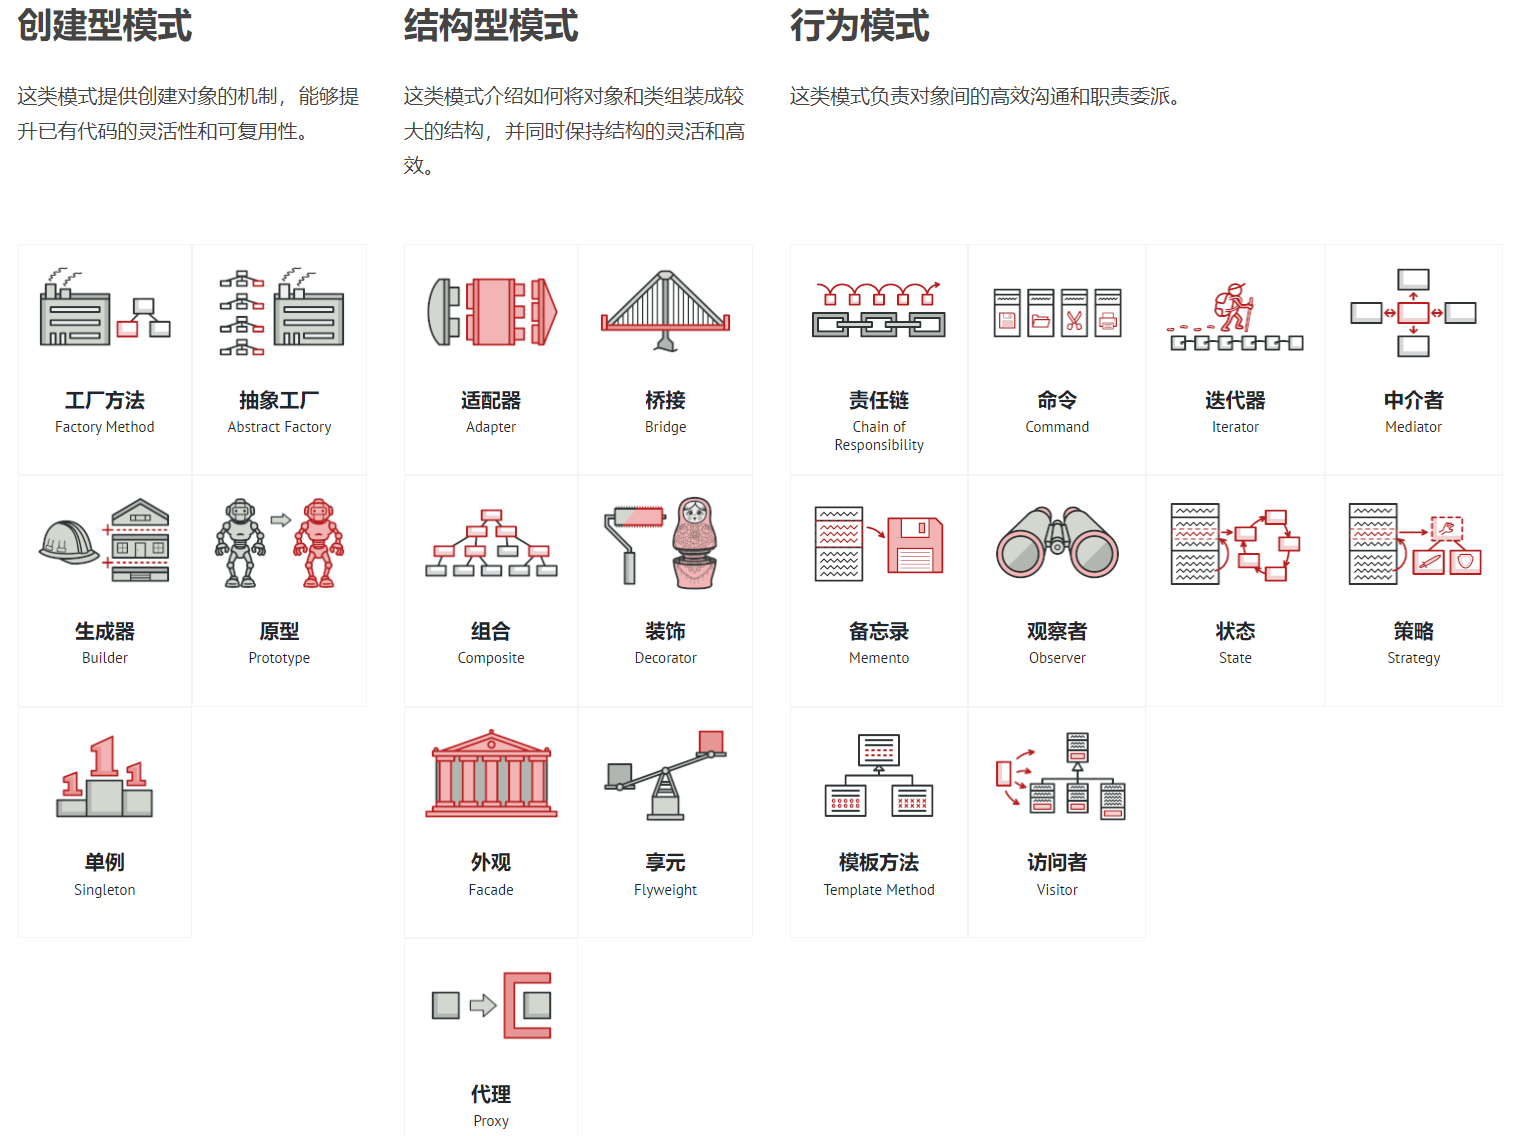 创建型模式
这类模式提供创建对象的机制，能够提
升已有代码的灵活性和可复用性。
工厂方法
Factory Method
抽象工厂
Abstract Factory
生成器
Builder
原型
Prototype
单例
Singleton
结构型模式
这类模式介绍如何将对象和类组装成较
大的结构，并同时保持结构的灵活和高
效。
适配器
Adapter
桥接
Bridge
组合
Composite
装饰
Decorator
外观
Facade
享元
Flyweight
代理
Proxy
行为模式
这类模式负责对象间的高效沟通和职责委派。
责任链
Chain of
Responsibility
命令
Command
迭代器
Iterator
中介者
Mediator
备忘录
Memento
观察者
Observer
状态
State
策略
Strategy
模板方法
Template Method
访问者
Visitor